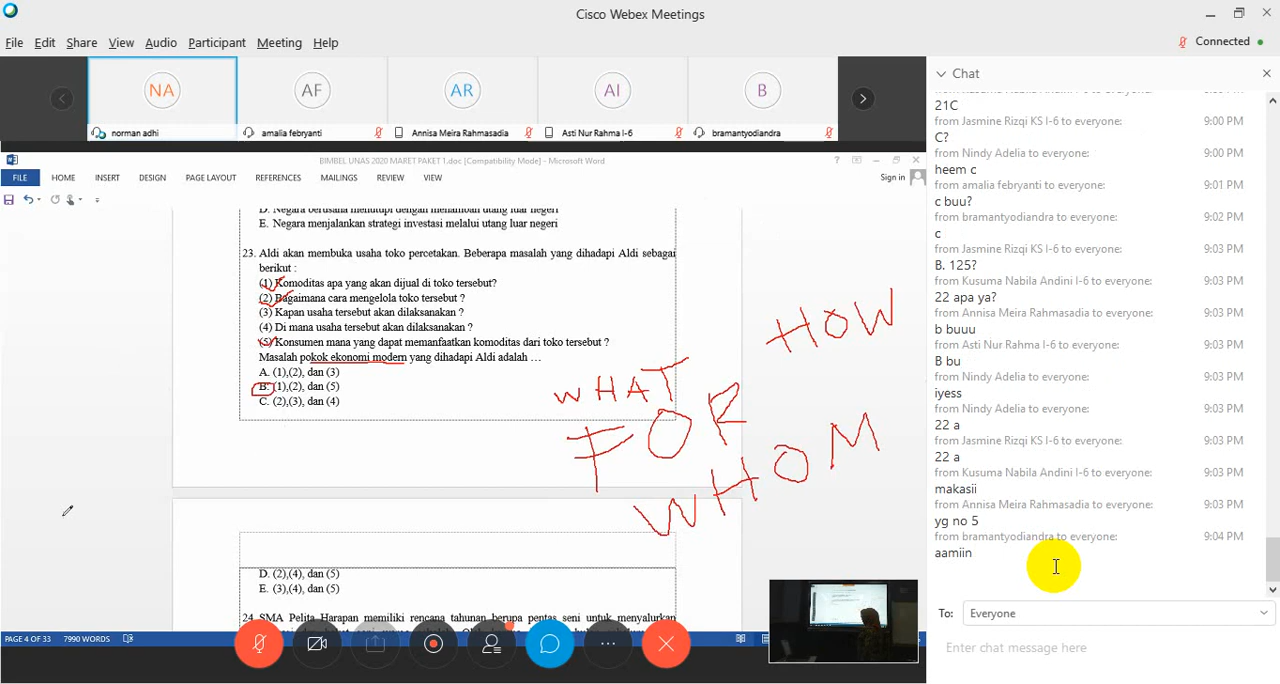 Cisco Webex Meetings
File Edit Share View Audio Participant Meeting Help
Connected
NA AF AR AI B
norman adhi amalia febryanti Annisa Meira Rahmasadia Asti Nur Rahma I-6 bramantyodiandra
BIMBEL UNAS 2020 MARET PAKET 1.doc [Compatibility Mode] - Microsoft Word
FILE HOME INSERT DESIGN PAGE LAYOUT REFERENCES MAILINGS REVIEW VIEW Sign in
D. Negara berusaha menutupi dengan menambah utang luar negeri
E. Negara menjalankan strategi investasi melalui utang luar negeri
23. Aldi akan membuka usaha toko percetakan. Beberapa masalah yang dihadapi Aldi sebagai
berikut :
(1) Komoditas apa yang akan dijual di toko tersebut?
(2) Bagaimana cara mengelola toko tersebut ?
(3) Kapan usaha tersebut akan dilaksanakan ?
(4) Di mana usaha tersebut akan dilaksanakan ?
(5) Konsumen mana yang dapat memanfaatkan komoditas dari toko tersebut ?
Masalah pokok ekonomi modern yang dihadapi Aldi adalah …
A. (1),(2), dan (3)
B. (1),(2), dan (5)
C. (2),(3), dan (4)
HOW
WHAT
FOR
WHOM
D. (2),(4), dan (5)
E. (3),(4), dan (5)
24. SMA Pelita Harapan memiliki rencana tahunan berupa pentas seni untuk menyalurkan
PAGE 4 OF 33 7990 WORDS
Chat
21C
from Jasmine Rizqi KS I-6 to everyone: 9:00 PM
C?
from Nindy Adelia to everyone: 9:00 PM
heem c
from amalia febryanti to everyone: 9:01 PM
c buu?
from bramantyodiandra to everyone: 9:02 PM
c
from Jasmine Rizqi KS I-6 to everyone: 9:03 PM
B. 125?
from Kusuma Nabila Andini I-6 to everyone: 9:03 PM
22 apa ya?
from Annisa Meira Rahmasadia to everyone: 9:03 PM
b buuu
from Asti Nur Rahma I-6 to everyone: 9:03 PM
B bu
from Nindy Adelia to everyone: 9:03 PM
iyess
from Nindy Adelia to everyone: 9:03 PM
22 a
from Jasmine Rizqi KS I-6 to everyone: 9:03 PM
22 a
from Kusuma Nabila Andini I-6 to everyone: 9:03 PM
makasii
from Annisa Meira Rahmasadia to everyone: 9:03 PM
yg no 5
from bramantyodiandra to everyone: 9:04 PM
aamiin
To: Everyone
Enter chat message here